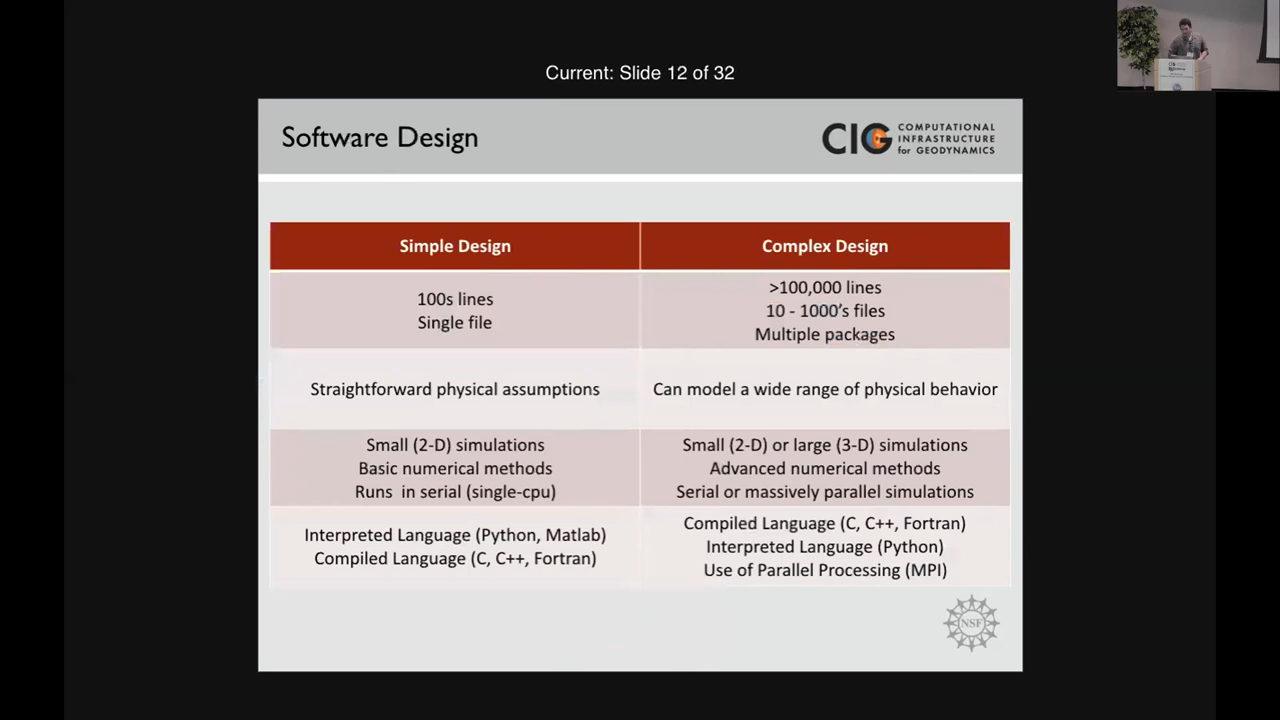 Current: Slide 12 of 32
Software Design
CIG
COMPUTATIONAL
INFRASTRUCTURE
for GEODYNAMICS
Simple Design
Complex Design
100s lines
Single file
>100,000 lines
10 - 1000's files
Multiple packages
Straightforward physical assumptions
Can model a wide range of physical behavior
Small (2-D) simulations
Basic numerical methods
Runs in serial (single-cpu)
Small (2-D) or large (3-D) simulations
Advanced numerical methods
Serial or massively parallel simulations
Interpreted Language (Python, Matlab)
Compiled Language (C, C++, Fortran)
Compiled Language (C, C++, Fortran)
Interpreted Language (Python)
Use of Parallel Processing (MPI)
NSF